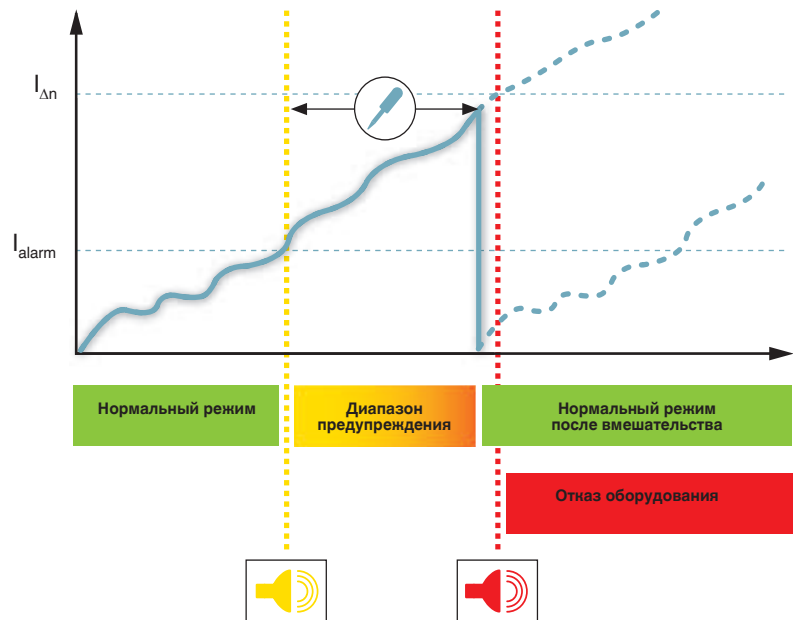 IΔn
Ialarm
Нормальный режим
Диапазон
предупреждения
Нормальный режим
после вмешательства
Отказ оборудования